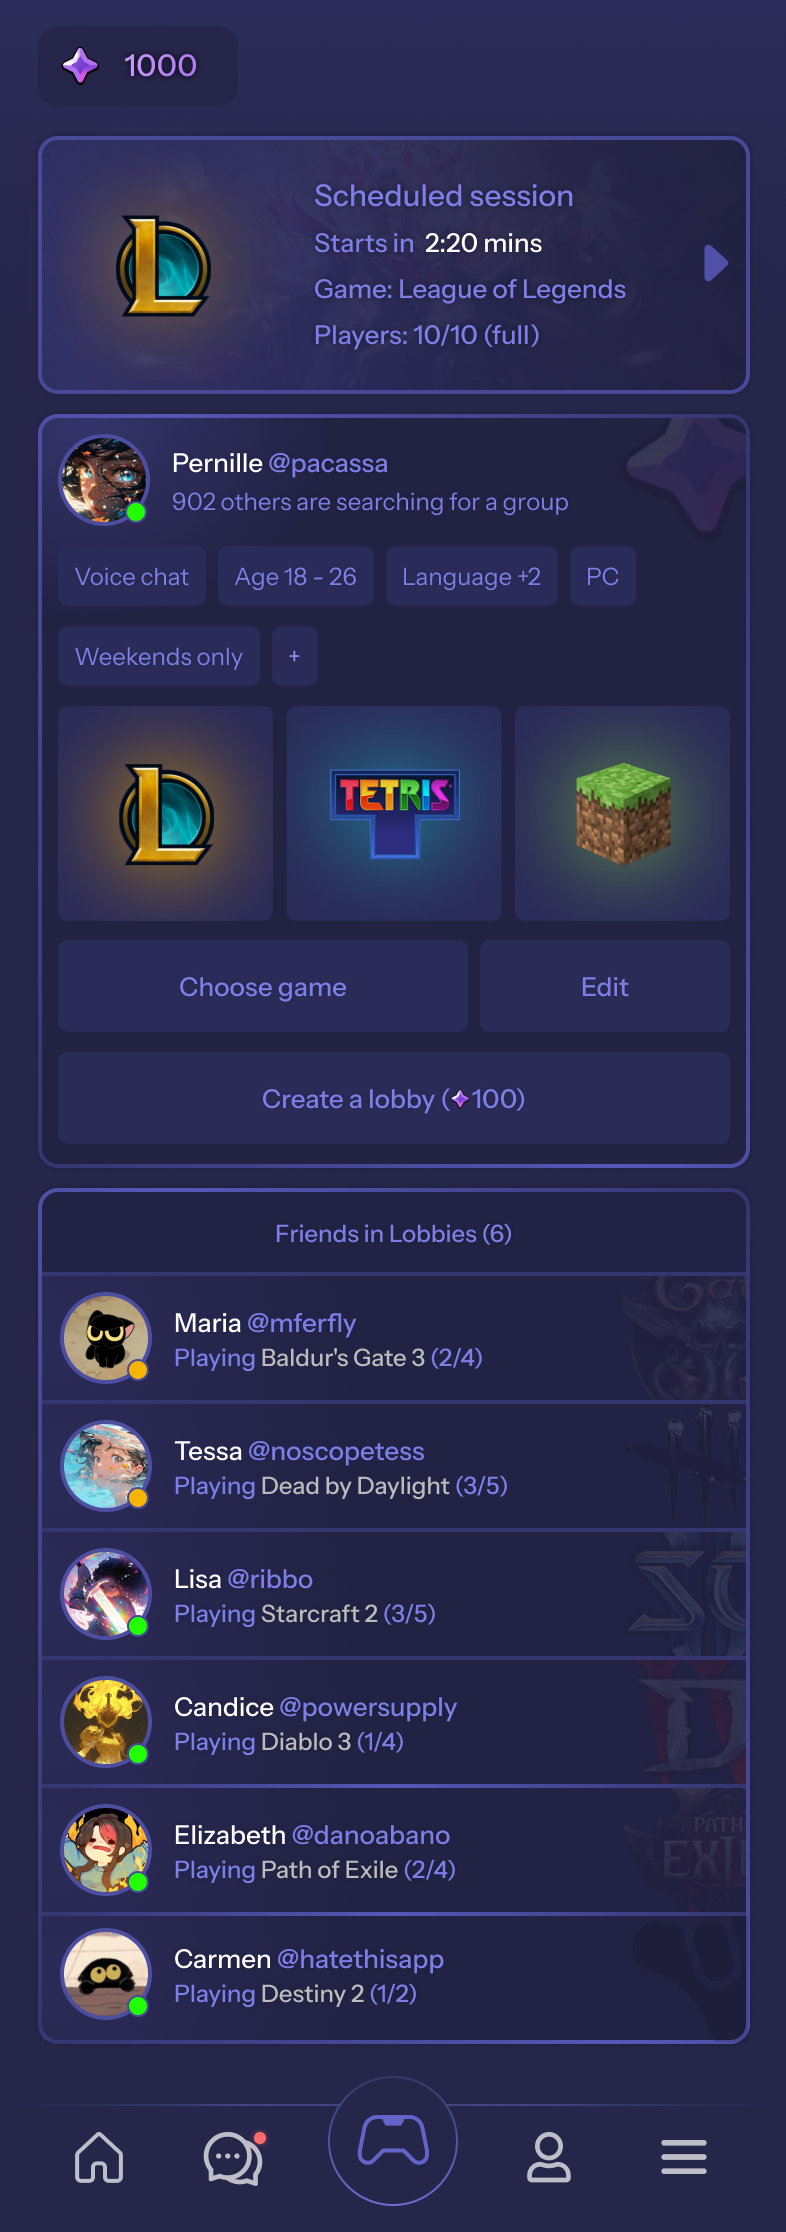 1000
Scheduled session
Starts in 2:20 mins
Game: League of Legends
Players: 10/10 (full)
Pernille @pacassa
902 others are searching for a group
Voice chat
Age 18 - 26
Language +2
PC
Weekends only
+
L
TETRIS
L
Choose game
Edit
Create a lobby (100)
Friends in Lobbies (6)
Maria @mferfly
Playing Baldur's Gate 3 (2/4)
Tessa @noscopetess
Playing Dead by Daylight (3/5)
Lisa @ribbo
Playing Starcraft 2 (3/5)
Candice @powersupply
Playing Diablo 3 (1/4)
Elizabeth @danoabano
Playing Path of Exile (2/4)
PATH
EXI
Carmen @hatethisapp
Playing Destiny 2 (1/2)